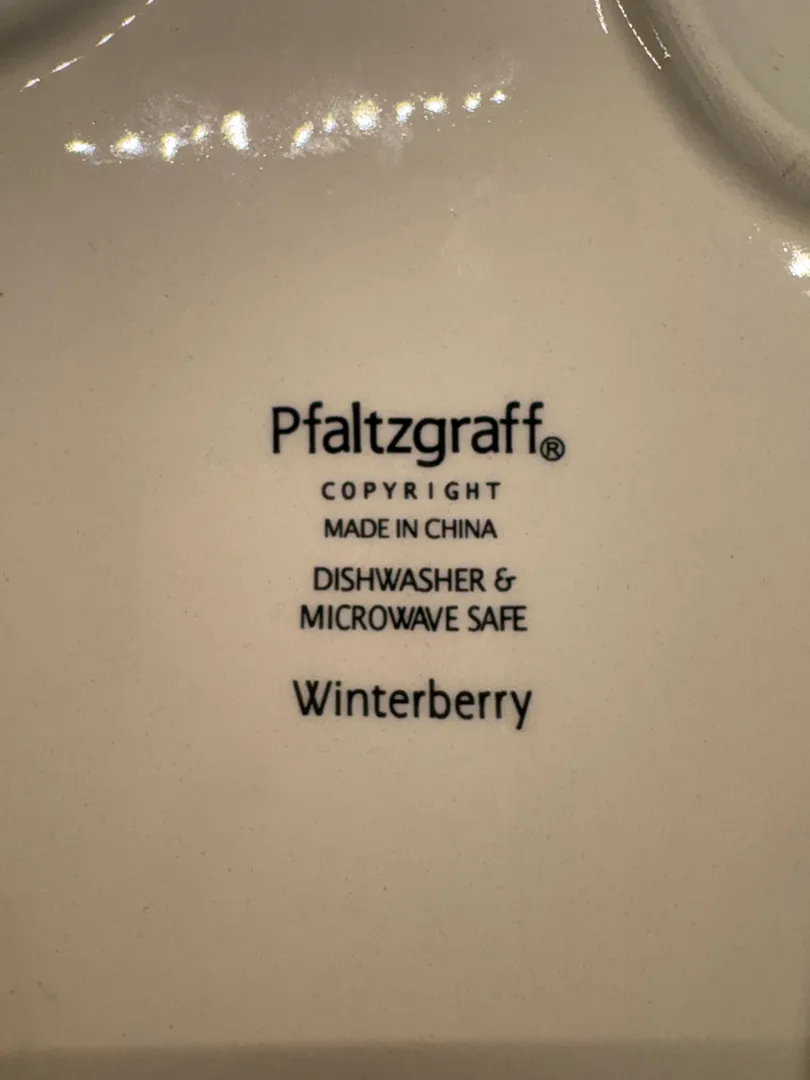 Pfaltzgraff®
COPYRIGHT
MADE IN CHINA
DISHWASHER &
MICROWAVE SAFE
Winterberry